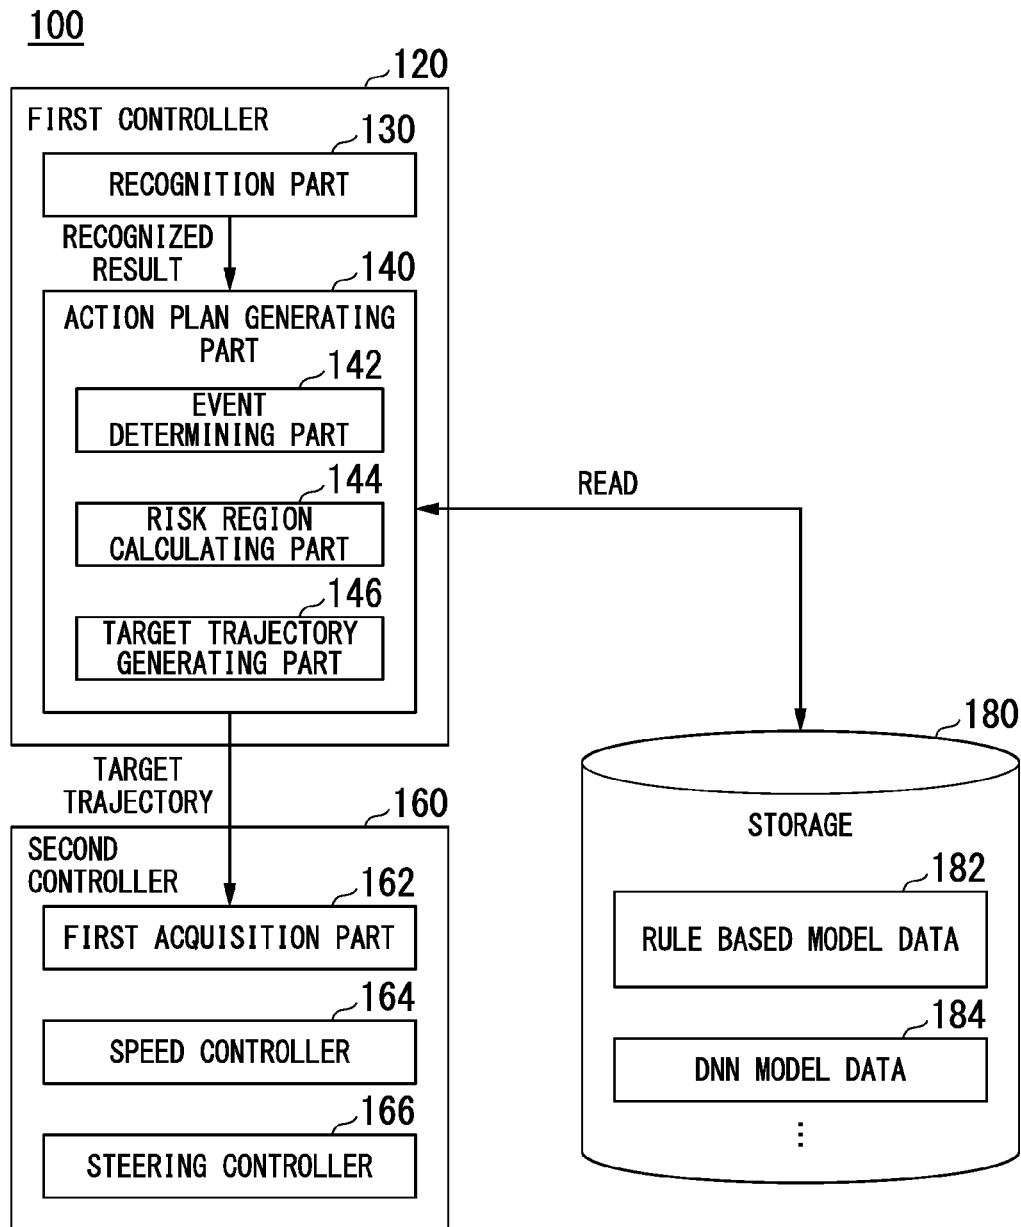 100
120
FIRST CONTROLLER
130
RECOGNITION PART
RECOGNIZED
RESULT
140
ACTION PLAN GENERATING
PART
142
EVENT
DETERMINING PART
144
RISK REGION
CALCULATING PART
146
TARGET TRAJECTORY
GENERATING PART
READ
TARGET
TRAJECTORY
160
SECOND
CONTROLLER
162
FIRST ACQUISITION PART
164
SPEED CONTROLLER
166
STEERING CONTROLLER
180
STORAGE
182
RULE BASED MODEL DATA
184
DNN MODEL DATA
⋮